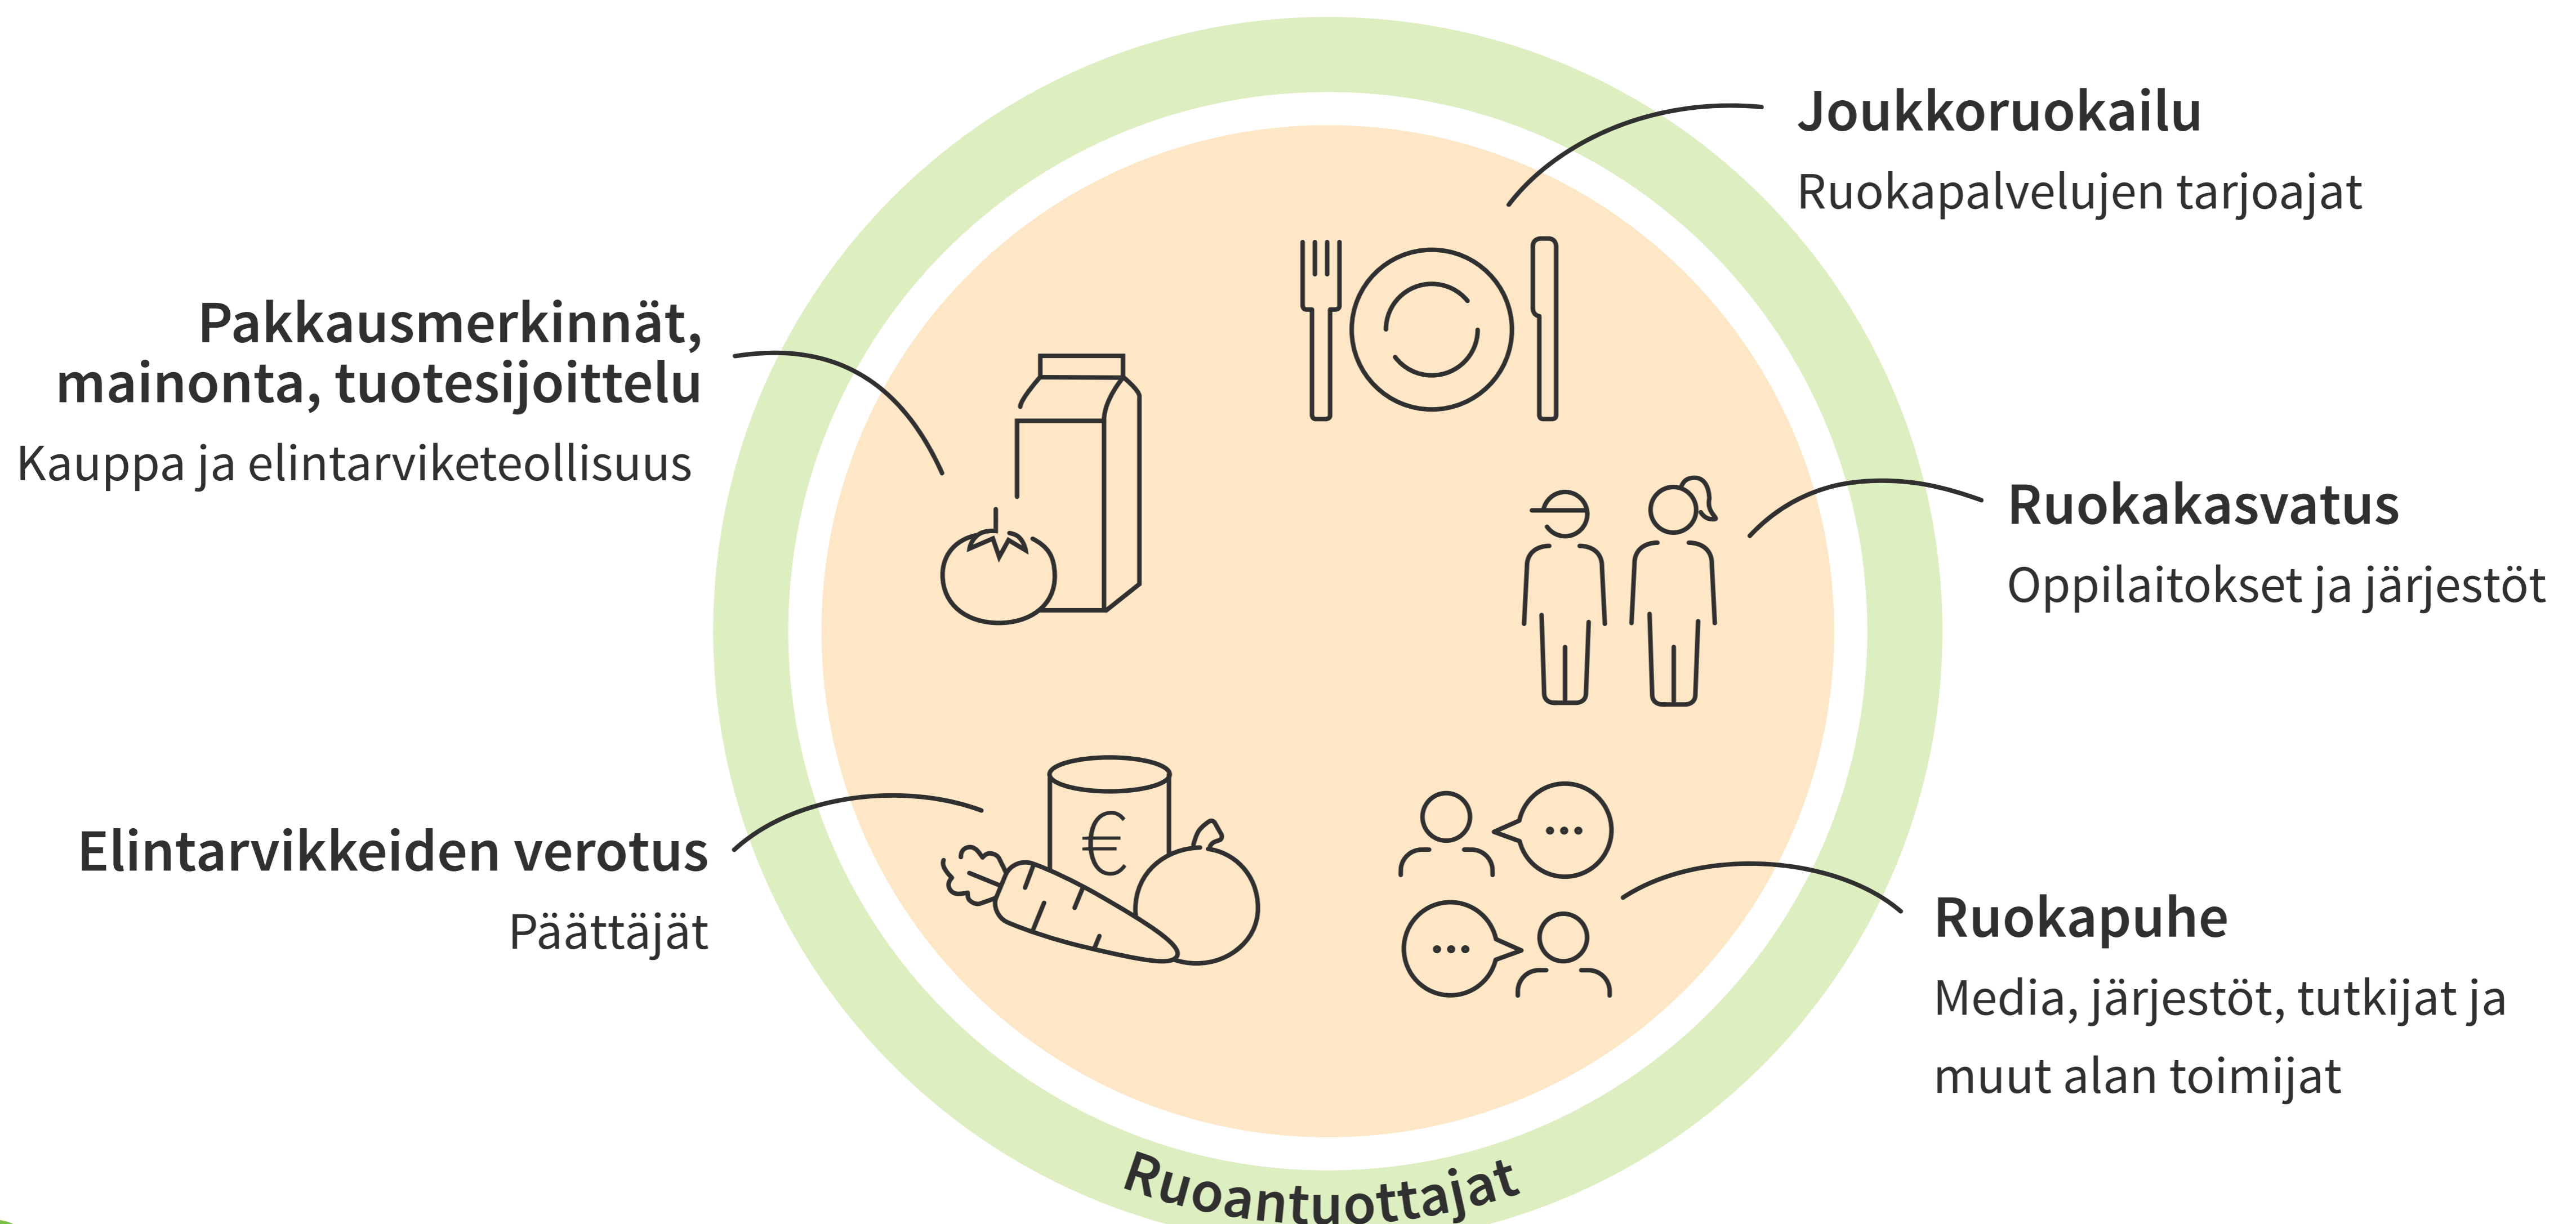 Joukkoruokailu
Ruokapalvelujen tarjoajat
Pakkausmerkinnät,
mainonta, tuotesijoittelu
Kauppa ja elintarviketeollisuus
Ruokakasvatus
Oppilaitokset ja järjestöt
€
Elintarvikkeiden verotus
Päättäjät
Ruokapuhe
Media, järjestöt, tutkijat ja
muut alan toimijat
Ruoantuottajat